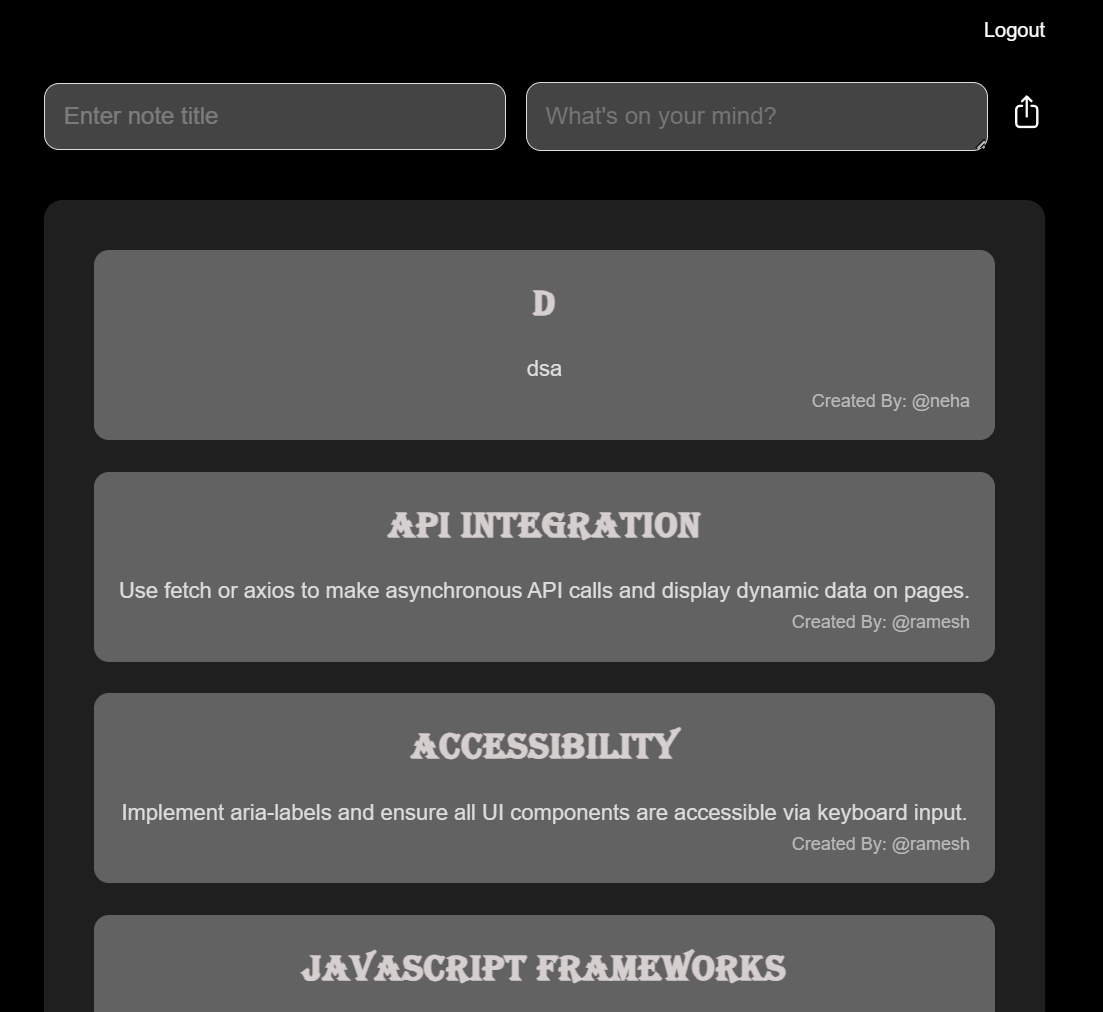 Logout
Enter note title
What's on your mind?
D
dsa
Created By: @neha
API INTEGRATION
Use fetch or axios to make asynchronous API calls and display dynamic data on pages.
Created By: @ramesh
ACCESSIBILITY
Implement aria-labels and ensure all UI components are accessible via keyboard input.
Created By: @ramesh
JAVASCRIPT FRAMEWORKS